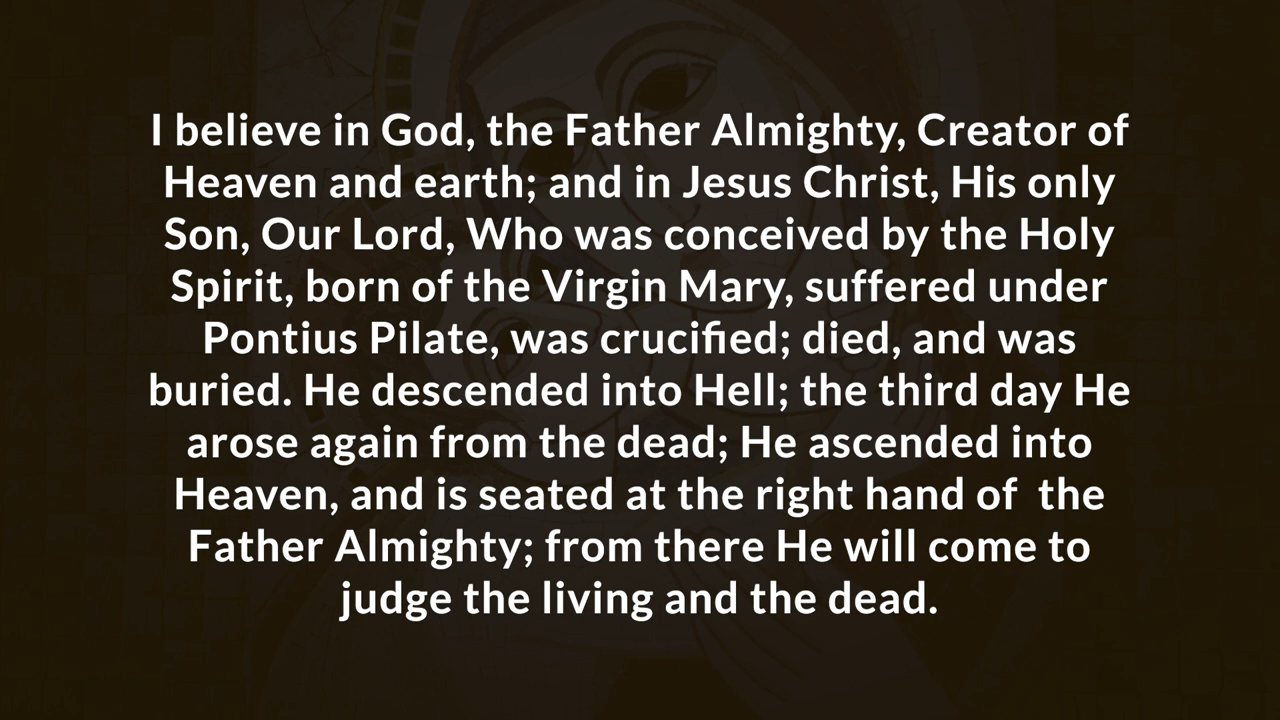 I believe in God, the Father Almighty, Creator of
Heaven and earth; and in Jesus Christ, His only
Son, Our Lord, Who was conceived by the Holy
Spirit, born of the Virgin Mary, suffered under
Pontius Pilate, was crucified; died, and was
buried. He descended into Hell; the third day He
arose again from the dead; He ascended into
Heaven, and is seated at the right hand of  the
Father Almighty; from there He will come to
judge the living and the dead.